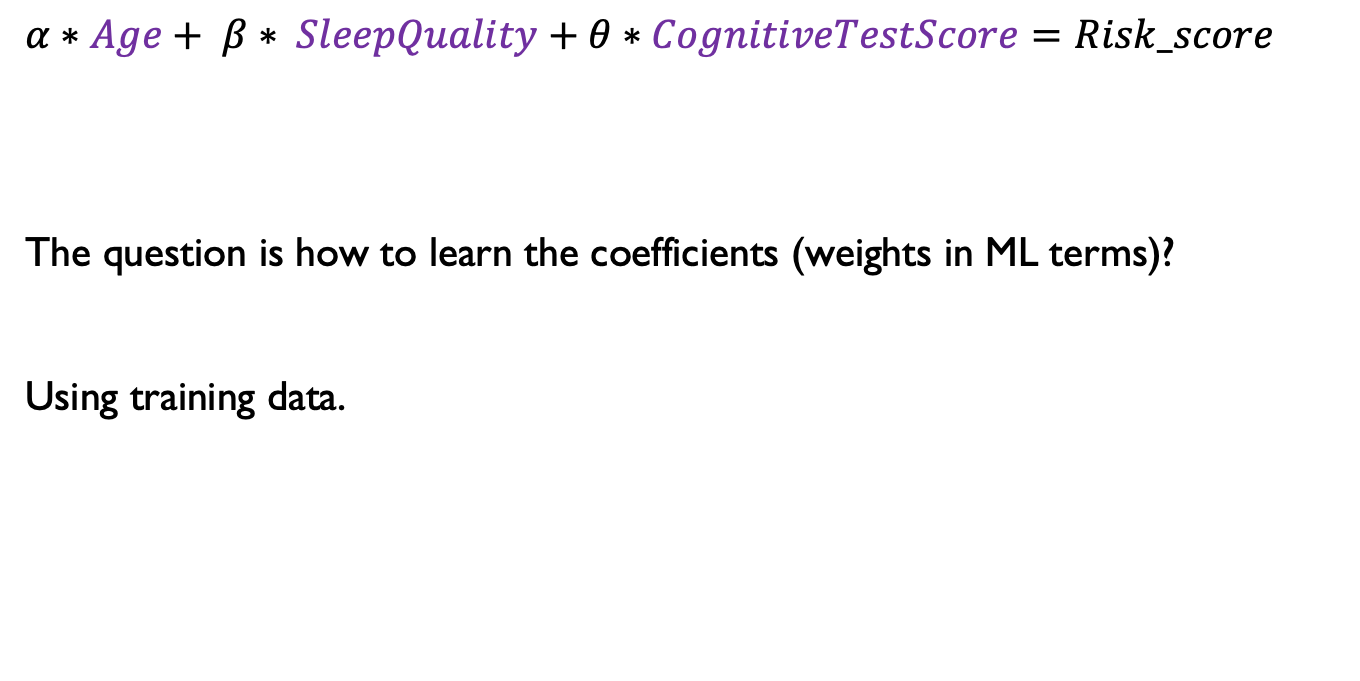 α * Age + β * SleepQuality + θ * CognitiveTestScore = Risk_score
The question is how to learn the coefficients (weights in ML terms)?
Using training data.